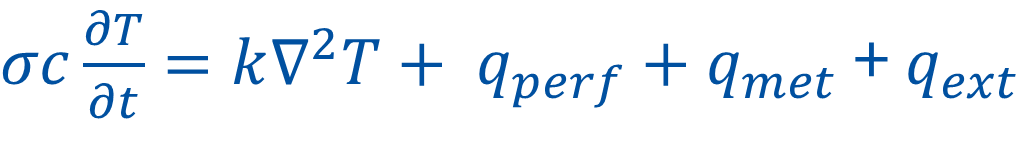 σc ∂T/∂t = k∇²T + q_perf + q_met + q_ext